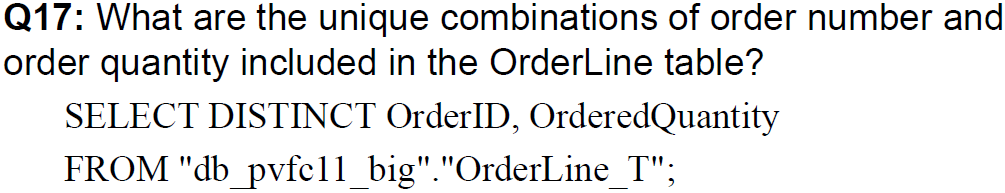 Q17: What are the unique combinations of order number and
order quantity included in the OrderLine table?
SELECT DISTINCT OrderID, OrderedQuantity
FROM "db_pvfc11_big"."OrderLine_T";